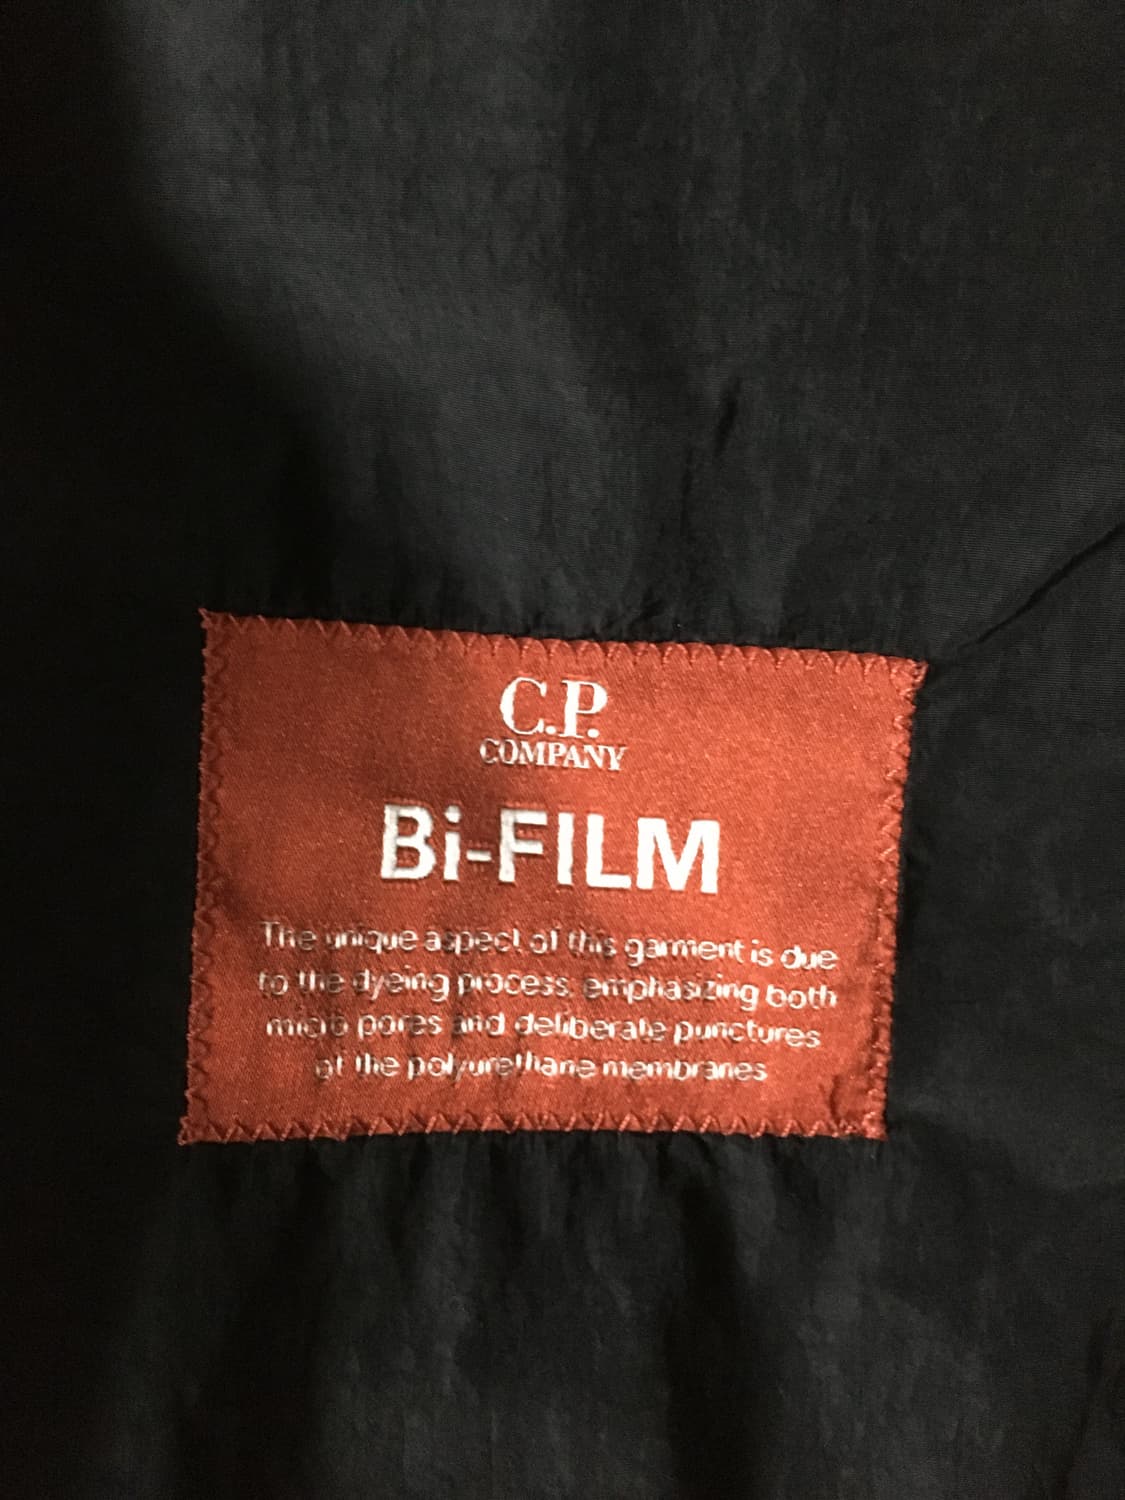 C.P.
COMPANY
Bi-FILM
The unique aspect of this garment is due
to the dyeing process, emphasizing both
micro pores and deliberate punctures
of the polyurethane membranes